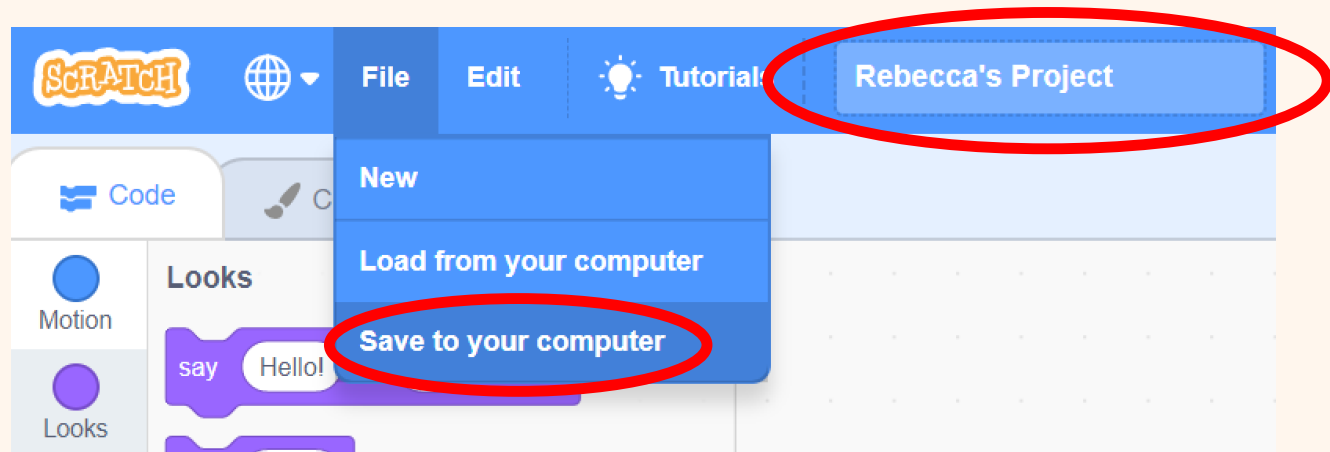 SCRATCH File Edit Tutorials Rebecca's Project
Code C
New
Looks
Load from your computer
Motion
Save to your computer
say Hello!
Looks